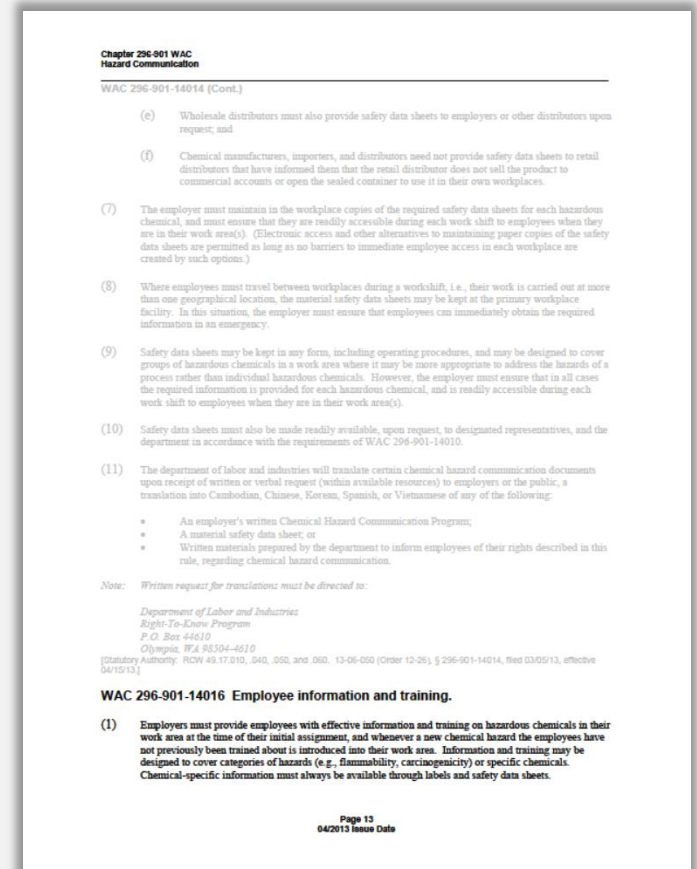 Chapter 296-901 WAC
Hazard Communication
WAC 296-901-14014 (Cont.)
(e) Wholesale distributors must also provide safety data sheets to employers or other distributors upon
request; and
(f) Chemical manufacturers, importers, and distributors need not provide safety data sheets to retail
distributors that have informed them that the retail distributor does not sell the product to
commercial accounts or open the sealed container to use it in their own workplaces.
(7) The employer must maintain in the workplace copies of the required safety data sheets for each hazardous
chemical, and must ensure that they are readily accessible during each work shift to employees when they
are in their work area(s). (Electronic access and other alternatives to maintaining paper copies of the safety
data sheets are permitted as long as no barriers to immediate employee access in each workplace are
created by such options.)
(8) Where employees must travel between workplaces during a workshift, i.e., their work is carried out at more
than one geographical location, the material safety data sheets may be kept at the primary workplace
facility. In this situation, the employer must ensure that employees can immediately obtain the required
information in an emergency.
(9) Safety data sheets may be kept in any form, including operating procedures, and may be designed to cover
groups of hazardous chemicals in a work area where it may be more appropriate to address the hazards of a
process rather than individual hazardous chemicals. However, the employer must ensure that in all cases
the required information is provided for each hazardous chemical, and is readily accessible during each
work shift to employees when they are in their work area(s).
(10) Safety data sheets must also be made readily available, upon request, to designated representatives, and the
department in accordance with the requirements of WAC 296-901-14010.
(11) The department of labor and industries will translate certain chemical hazard communication documents
upon receipt of written or verbal request (within available resources) to employers or the public, a
translation into Cambodian, Chinese, Korean, Spanish, or Vietnamese of any of the following:
• An employer's written Chemical Hazard Communication Program;
• A material safety data sheet; or
• Written materials prepared by the department to inform employees of their rights described in this
rule, regarding chemical hazard communication.
Note: Written request for translations must be directed to:
Department of Labor and Industries
Right-To-Know Program
P.O. Box 44610
Olympia, WA 98504-4610
[Statutory Authority: RCW 49.17.010, .040, .050, and .060. 13-06-050 (Order 12-26), § 296-901-14014, filed 03/05/13, effective
04/15/13.]
WAC 296-901-14016 Employee information and training.
(1) Employers must provide employees with effective information and training on hazardous chemicals in their
work area at the time of their initial assignment, and whenever a new chemical hazard the employees have
not previously been trained about is introduced into their work area. Information and training may be
designed to cover categories of hazards (e.g., flammability, carcinogenicity) or specific chemicals.
Chemical-specific information must always be available through labels and safety data sheets.
Page 13
04/2013 Issue Date